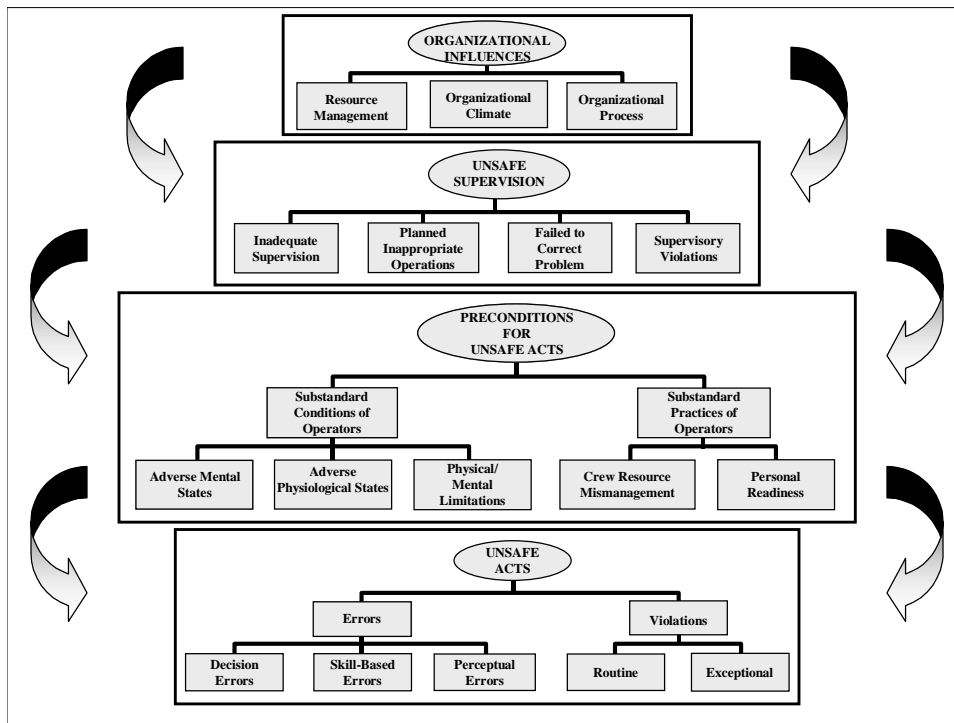 ORGANIZATIONAL
INFLUENCES
Resource
Management
Organizational
Climate
Organizational
Process
UNSAFE
SUPERVISION
Inadequate
Supervision
Planned
Inappropriate
Operations
Failed to
Correct
Problem
Supervisory
Violations
PRECONDITIONS
FOR
UNSAFE ACTS
Substandard
Conditions of
Operators
Substandard
Practices of
Operators
Adverse Mental
States
Adverse
Physiological States
Physical/
Mental
Limitations
Crew Resource
Mismanagement
Personal
Readiness
UNSAFE
ACTS
Errors
Violations
Decision
Errors
Skill-Based
Errors
Perceptual
Errors
Routine
Exceptional